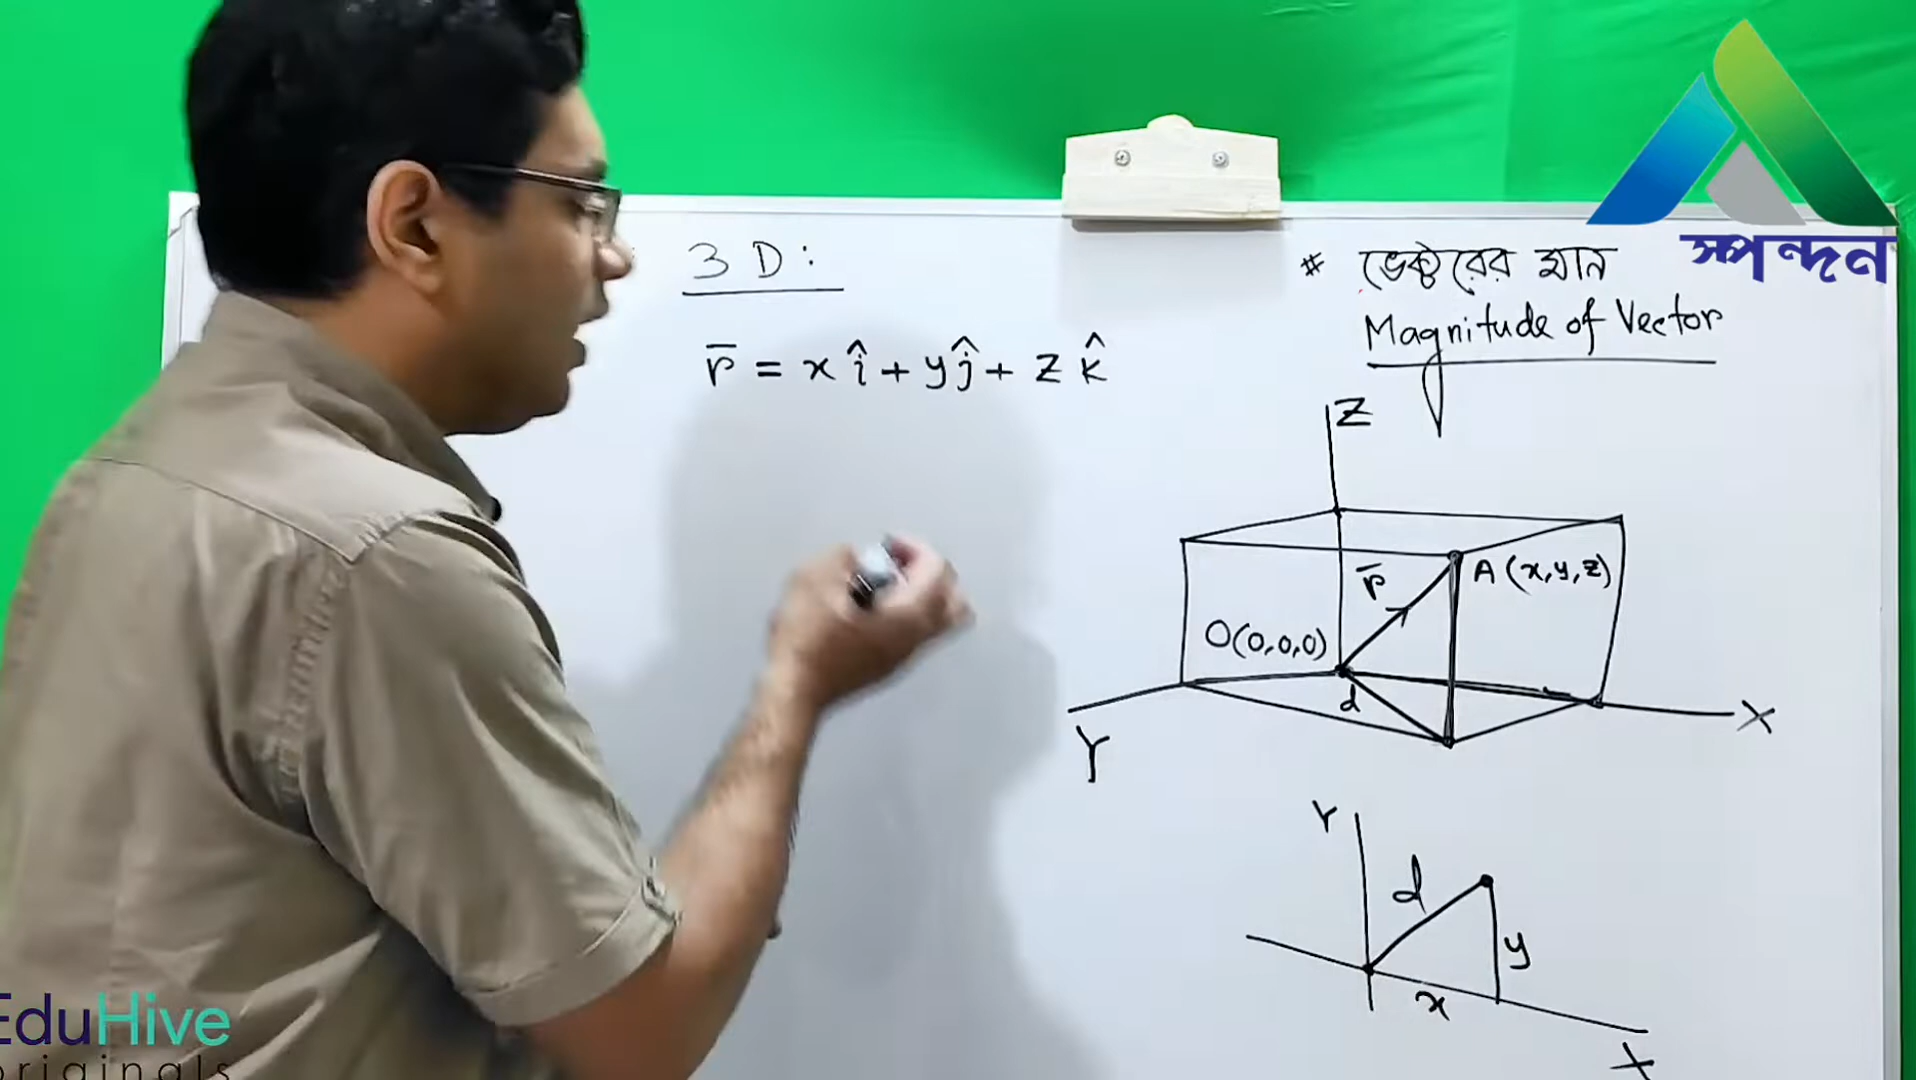 3D:
r̅ = x î + y ĵ + z k̂
# ভেক্টরের মান
Magnitude of Vector
স্পন্দন
Z
r̅
A (x,y,z)
O(0,0,0)
d
X
Y
Y
d
y
x
X
EduHive
originals